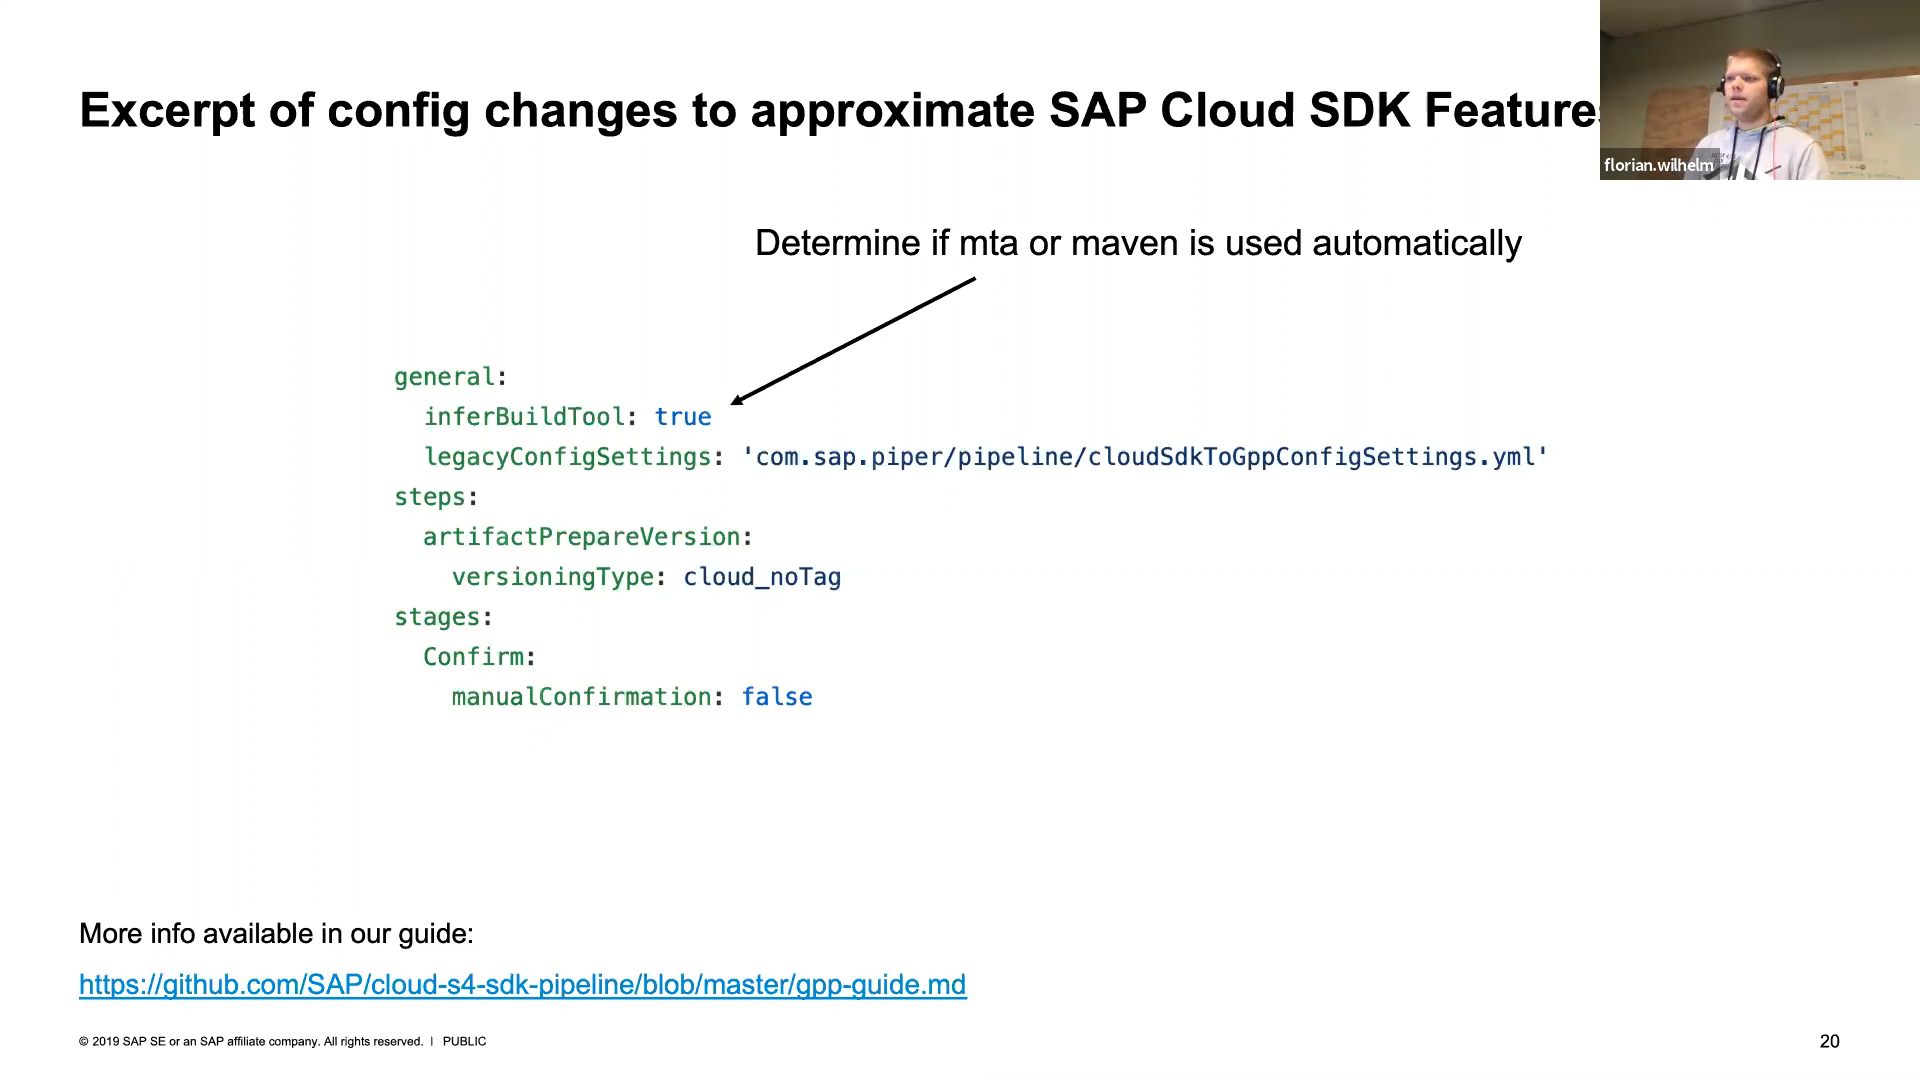 Excerpt of config changes to approximate SAP Cloud SDK Features
florian.wilhelm
Determine if mta or maven is used automatically
general:
inferBuildTool: true
legacyConfigSettings: 'com.sap.piper/pipeline/cloudSdkToGppConfigSettings.yml'
steps:
artifactPrepareVersion:
versioningType: cloud_noTag
stages:
Confirm:
manualConfirmation: false
More info available in our guide:
https://github.com/SAP/cloud-s4-sdk-pipeline/blob/master/gpp-guide.md
© 2019 SAP SE or an SAP affiliate company. All rights reserved. ǀ PUBLIC
20